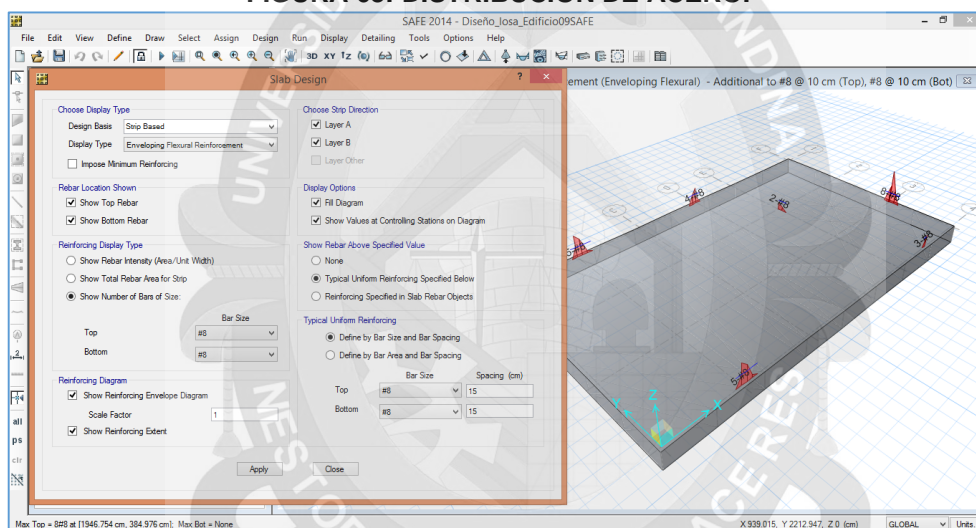 FIGURA 63. DISTRIBUCION DE ACERO.
SAFE 2014 - Diseño_losa_Edificio09SAFE
File Edit View Define Draw Select Assign Design Run Display Detailing Tools Options Help
3D XY ↑Z
Slab Design ? ×
ement (Enveloping Flexural) - Additional to #8 @ 10 cm (Top), #8 @ 10 cm (Bot)
Choose Display Type
Design Basis Strip Based
Display Type Enveloping Flexural Reinforcement
Impose Minimum Reinforcing
Rebar Location Shown
Show Top Rebar
Show Bottom Rebar
Reinforcing Display Type
Show Rebar Intensity (Area/Unit Width)
Show Total Rebar Area for Strip
Show Number of Bars of Size:
Bar Size
Top #8
Bottom #8
Reinforcing Diagram
Show Reinforcing Envelope Diagram
Scale Factor 1
Show Reinforcing Extent
Choose Strip Direction
Layer A
Layer B
Layer Other
Display Options
Fill Diagram
Show Values at Controlling Stations on Diagram
Show Rebar Above Specified Value
None
Typical Uniform Reinforcing Specified Below
Reinforcing Specified in Slab Rebar Objects
Typical Uniform Reinforcing
Define by Bar Size and Bar Spacing
Define by Bar Area and Bar Spacing
Bar Size Spacing (cm)
Top #8 15
Bottom #8 15
Apply Close
4-#8
2-#8
8-#8
3-#8
5-#8
Y Z X
all
ps
clr
Max Top = 8#8 at [1946.754 cm, 384.976 cm]; Max Bot = None
X 939.015, Y 2212.947, Z 0 (cm) GLOBAL Units